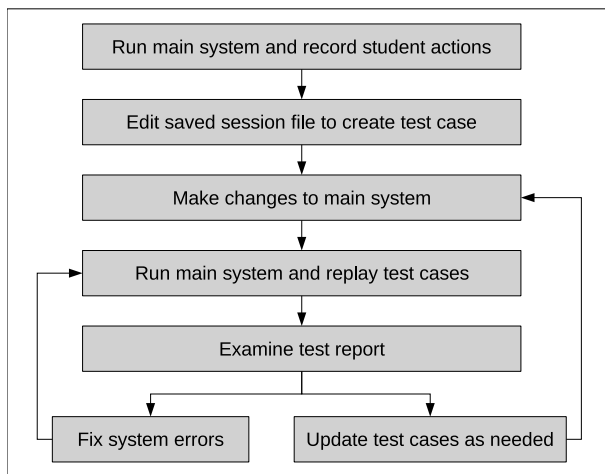 Run main system and record student actions
Edit saved session file to create test case
Make changes to main system
Run main system and replay test cases
Examine test report
Fix system errors
Update test cases as needed